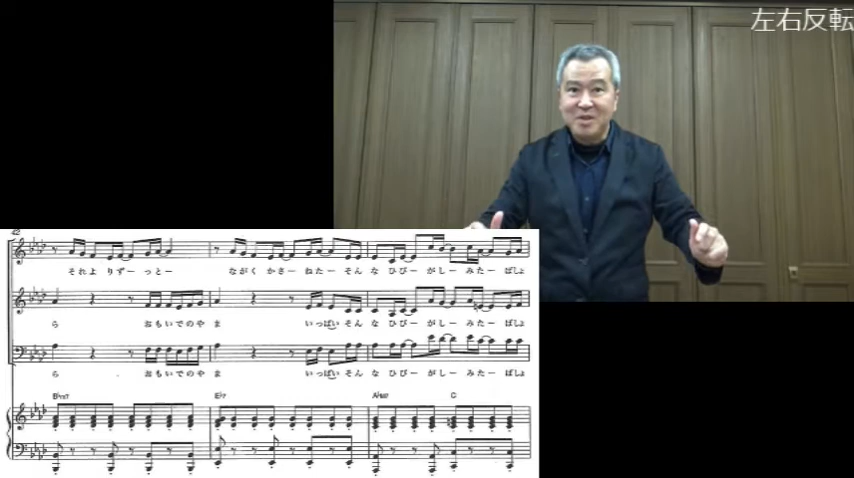 左右反転
42
それよ りずー っとー ながく かさー ねたー そん な ひびー がしー みたー ばしょ
ら おもいでのや ま いっぱい そん な ひびー がしー みたー ばしょ
ら おもいでのや ま いっぱい そん な ひびー がしー みたー ばしょ
C